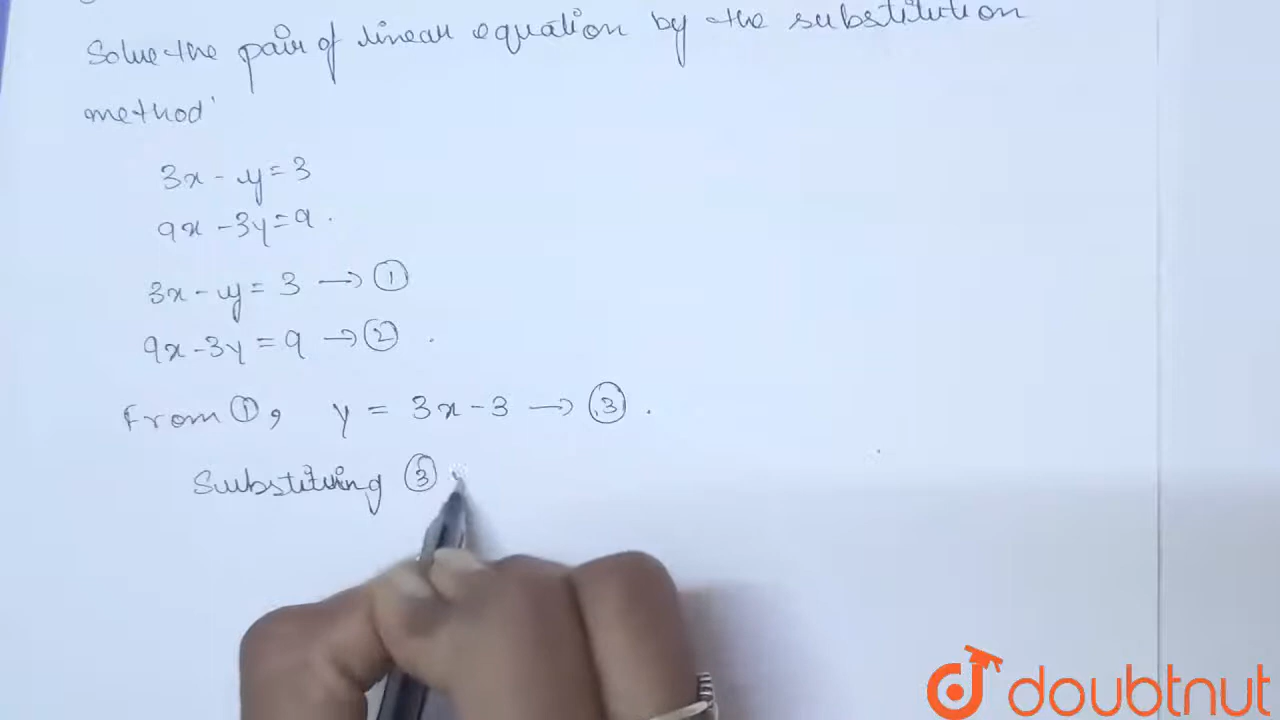 Solve the pair of linear equation by the substitution
method'
3x - y = 3
9x - 3y = 9 .
3x - y = 3 → ①
9x - 3y = 9 → ② .
From ①, y = 3x - 3 → ③ .
Substituing ③
doubtnut